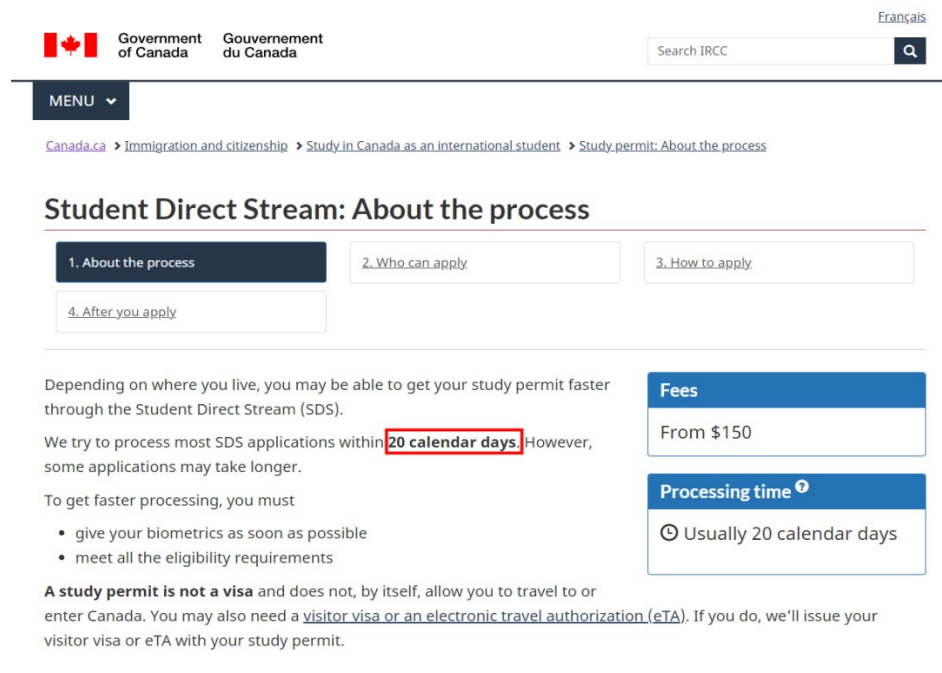 Français
Government of Canada
Gouvernement du Canada
Search IRCC
MENU
Canada.ca > Immigration and citizenship > Study in Canada as an international student > Study permit: About the process
Student Direct Stream: About the process
1. About the process
2. Who can apply
3. How to apply
4. After you apply
Depending on where you live, you may be able to get your study permit faster
through the Student Direct Stream (SDS).
We try to process most SDS applications within 20 calendar days. However,
some applications may take longer.
To get faster processing, you must
• give your biometrics as soon as possible
• meet all the eligibility requirements
Fees
From $150
Processing time ?
Usually 20 calendar days
A study permit is not a visa and does not, by itself, allow you to travel to or
enter Canada. You may also need a visitor visa or an electronic travel authorization (eTA). If you do, we’ll issue your
visitor visa or eTA with your study permit.